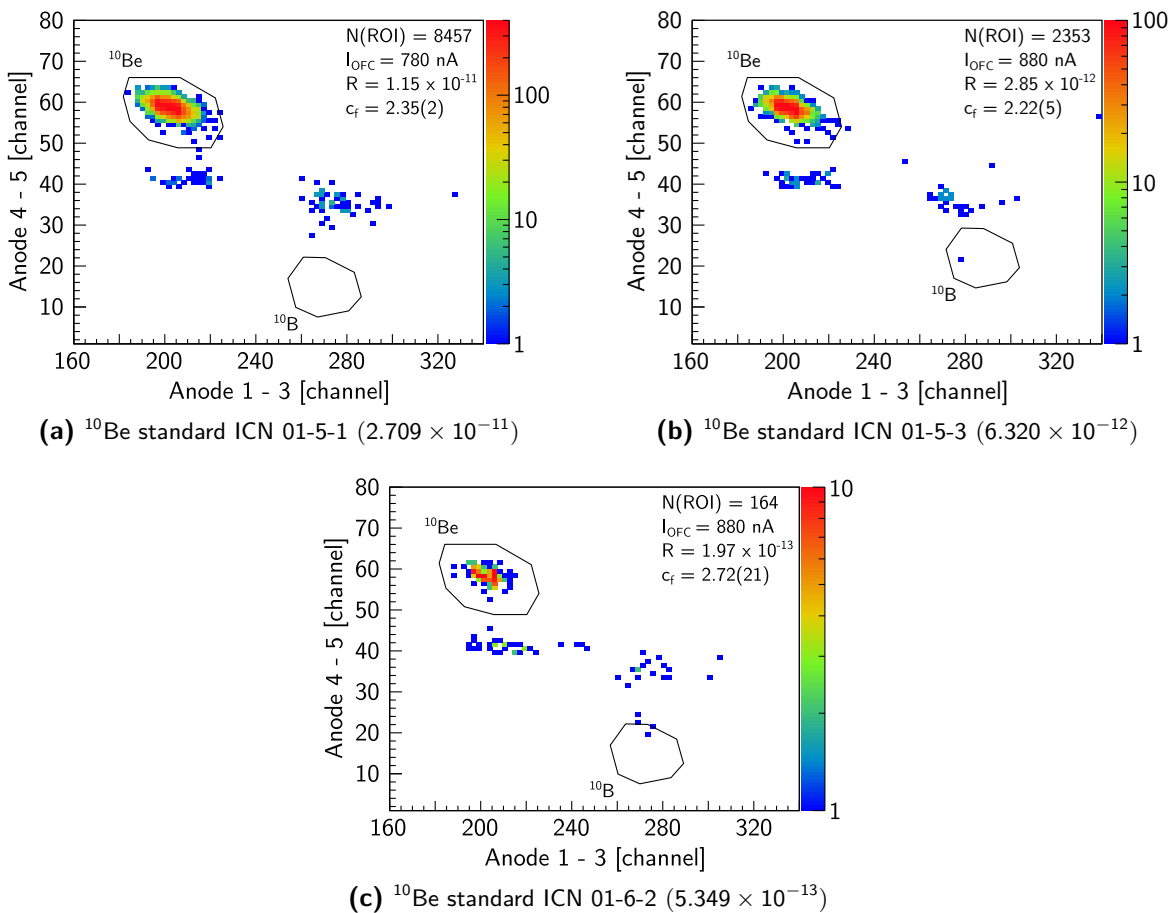 80
70
60
50
40
30
20
10
Anode 4 - 5 [channel]
160 200 240 280 320
Anode 1 - 3 [channel]
¹⁰Be
¹⁰B
N(ROI) = 8457
I_OFC = 780 nA
R = 1.15 x 10⁻¹¹
c_f = 2.35(2)
100
10
1
(a) ¹⁰Be standard ICN 01-5-1 (2.709 × 10⁻¹¹)
80
70
60
50
40
30
20
10
Anode 4 - 5 [channel]
160 200 240 280 320
Anode 1 - 3 [channel]
¹⁰Be
¹⁰B
N(ROI) = 2353
I_OFC = 880 nA
R = 2.85 x 10⁻¹²
c_f = 2.22(5)
100
10
1
(b) ¹⁰Be standard ICN 01-5-3 (6.320 × 10⁻¹²)
80
70
60
50
40
30
20
10
Anode 4 - 5 [channel]
160 200 240 280 320
Anode 1 - 3 [channel]
¹⁰Be
¹⁰B
N(ROI) = 164
I_OFC = 880 nA
R = 1.97 x 10⁻¹³
c_f = 2.72(21)
10
1
(c) ¹⁰Be standard ICN 01-6-2 (5.349 × 10⁻¹³)